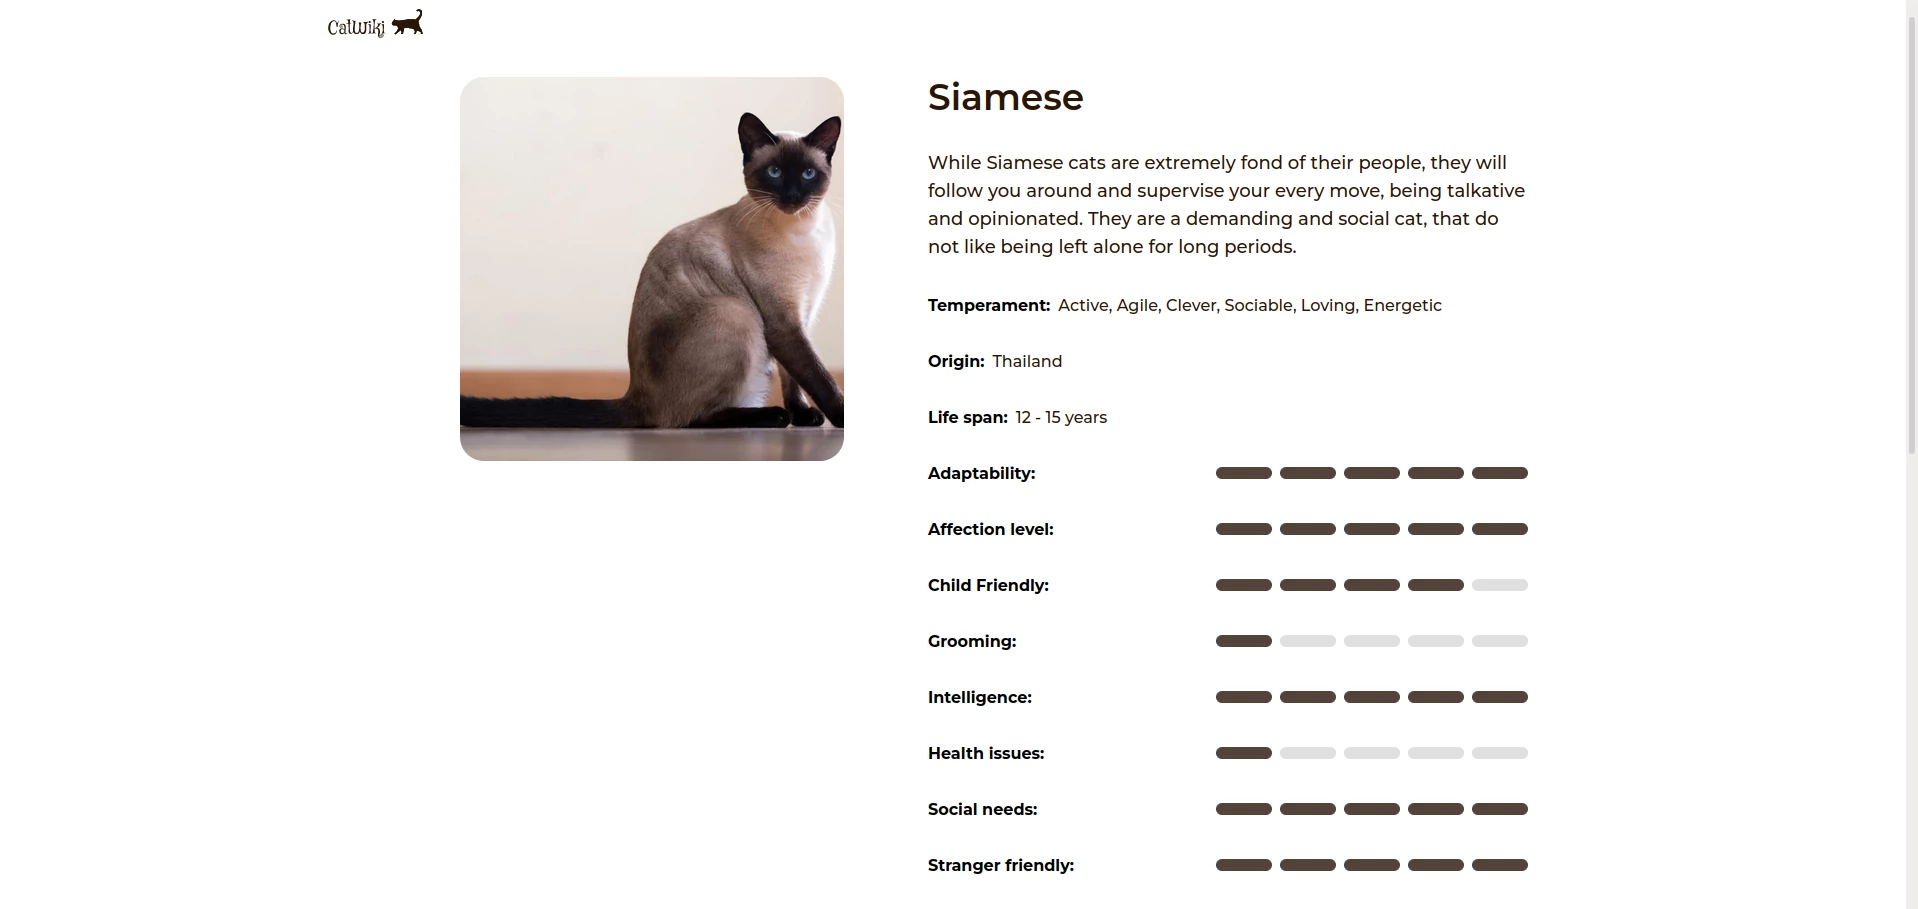 CatWiki
Siamese
While Siamese cats are extremely fond of their people, they will
follow you around and supervise your every move, being talkative
and opinionated. They are a demanding and social cat, that do
not like being left alone for long periods.
Temperament: Active, Agile, Clever, Sociable, Loving, Energetic
Origin: Thailand
Life span: 12 - 15 years
Adaptability:
Affection level:
Child Friendly:
Grooming:
Intelligence:
Health issues:
Social needs:
Stranger friendly: